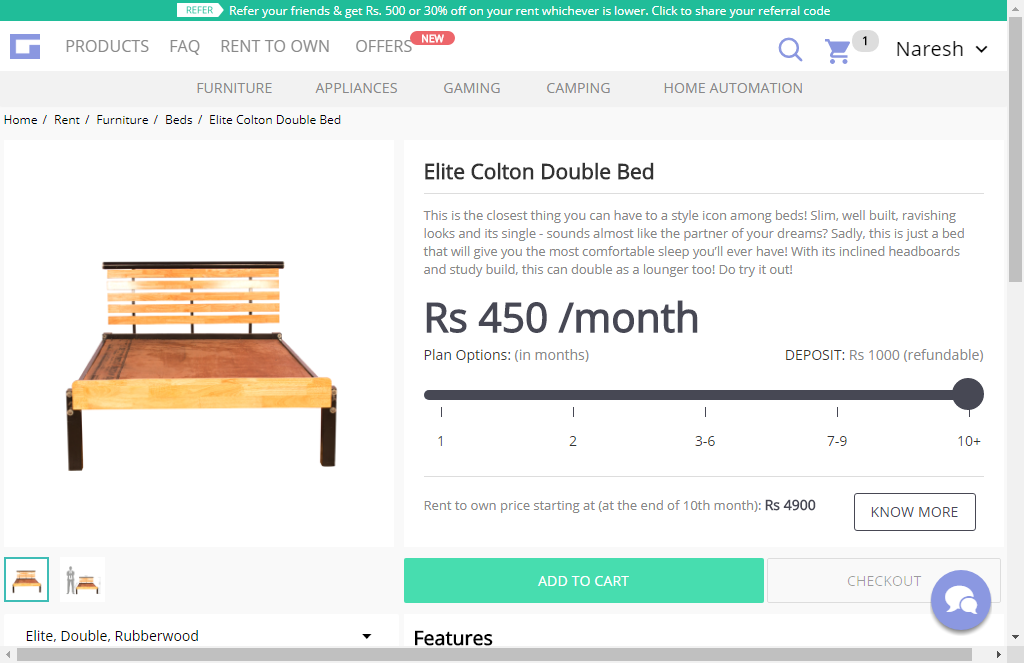 REFER Refer your friends & get Rs. 500 or 30% off on your rent whichever is lower. Click to share your referral code
PRODUCTS FAQ RENT TO OWN OFFERS NEW 1 Naresh
FURNITURE APPLIANCES GAMING CAMPING HOME AUTOMATION
Home / Rent / Furniture / Beds / Elite Colton Double Bed
Elite Colton Double Bed
This is the closest thing you can have to a style icon among beds! Slim, well built, ravishing
looks and its single - sounds almost like the partner of your dreams? Sadly, this is just a bed
that will give you the most comfortable sleep you’ll ever have! With its inclined headboards
and study build, this can double as a lounger too! Do try it out!
Rs 450 /month
Plan Options: (in months) DEPOSIT: Rs 1000 (refundable)
1 2 3-6 7-9 10+
Rent to own price starting at (at the end of 10th month): Rs 4900 KNOW MORE
ADD TO CART CHECKOUT
Elite, Double, Rubberwood
Features